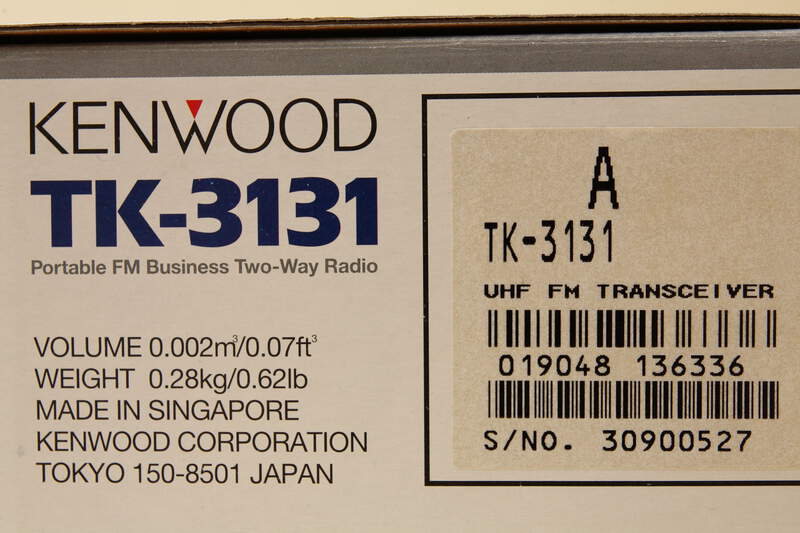 KENWOOD
TK-3131
Portable FM Business Two-Way Radio
VOLUME 0.002m³/0.07ft³
WEIGHT 0.28kg/0.62lb
MADE IN SINGAPORE
KENWOOD CORPORATION
TOKYO 150-8501 JAPAN
A
TK-3131
UHF FM TRANSCEIVER
019048 136336
S/NO. 30900527